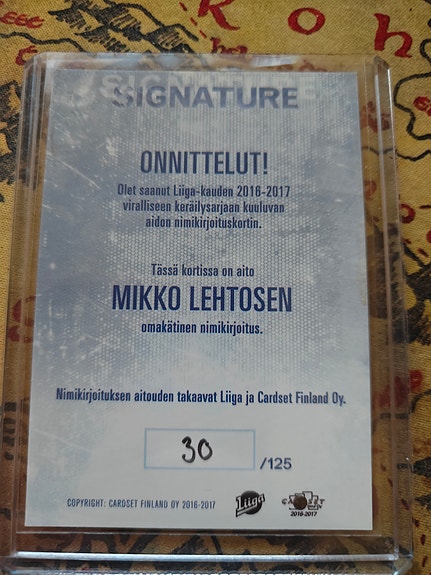 K o h
SIGNATURE
SIGNATURE
ONNITTELUT!
Olet saanut Liiga-kauden 2016-2017
viralliseen keräilysarjaan kuuluvan
aidon nimikirjoituskortin.
Tässä kortissa on aito
MIKKO LEHTOSEN
omakätinen nimikirjoitus.
Nimikirjoituksen aitouden takaavat Liiga ja Cardset Finland Oy.
30 /125
COPYRIGHT: CARDSET FINLAND OY 2016-2017
Liiga
CARDSET
2016-2017